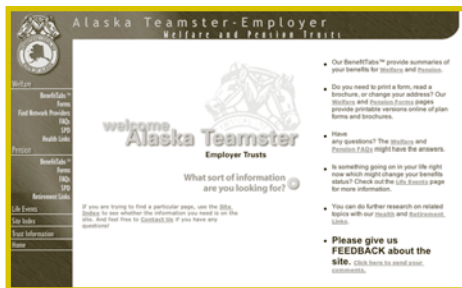 Alaska Teamster-Employer
Welfare and Pension Trusts
Welfare
BenefitTabs™
Forms
Find Network Providers
FAQs
SPD
Health Links
Pension
BenefitTabs™
Forms
FAQs
SPD
Retirement Links
Life Events
Site Index
Trust Information
Home
welcome
Alaska Teamster
Employer Trusts
What sort of information
are you looking for?
If you are trying to find a particular page, use the Site
Index to see whether the information you need is on the
site. And feel free to Contact Us if you have any
questions!
Our BenefitTabs™ provide summaries
of your benefits for Welfare and Pension.
Do you need to print a form, read a
brochure, or change your address? Our
Welfare and Pension Forms pages
provide printable versions online of plan
forms and brochures.
Have
any questions? The Welfare and
Pension FAQs might have the answers.
Is something going on in your life right
now which might change your benefits
status? Check out the Life Events page
for more information.
You can do further research on related
topics with our Health and Retirement
Links.
Please give us
FEEDBACK about the
site. Click here to send your
comments.